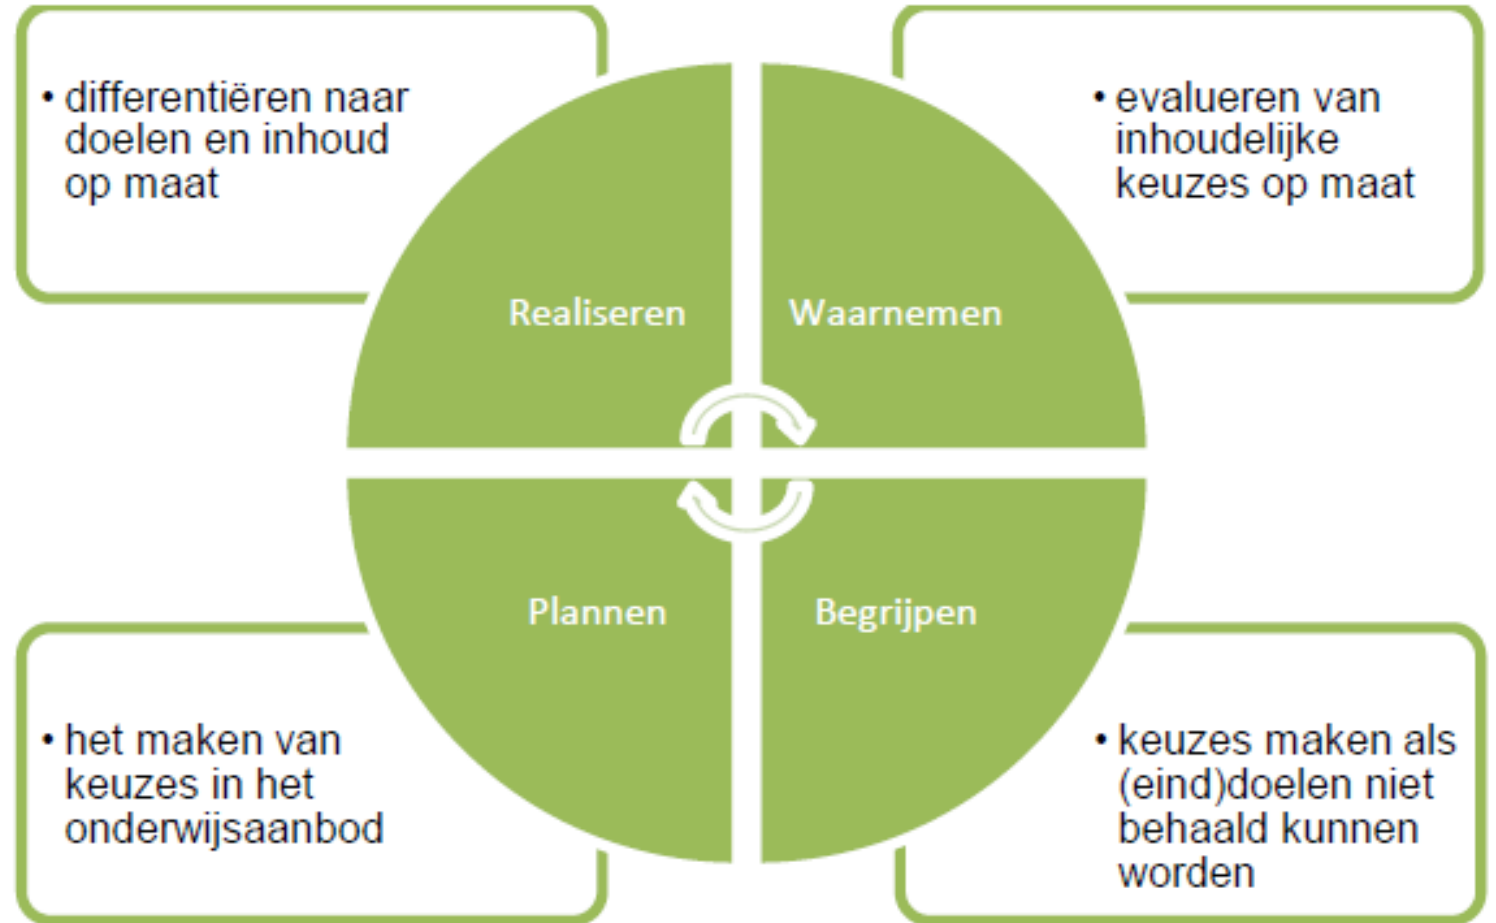 • differentiëren naar
doelen en inhoud
op maat
• evalueren van
inhoudelijke
keuzes op maat
Realiseren
Waarnemen
Plannen
Begrijpen
• het maken van
keuzes in het
onderwijsaanbod
• keuzes maken als
(eind)doelen niet
behaald kunnen
worden